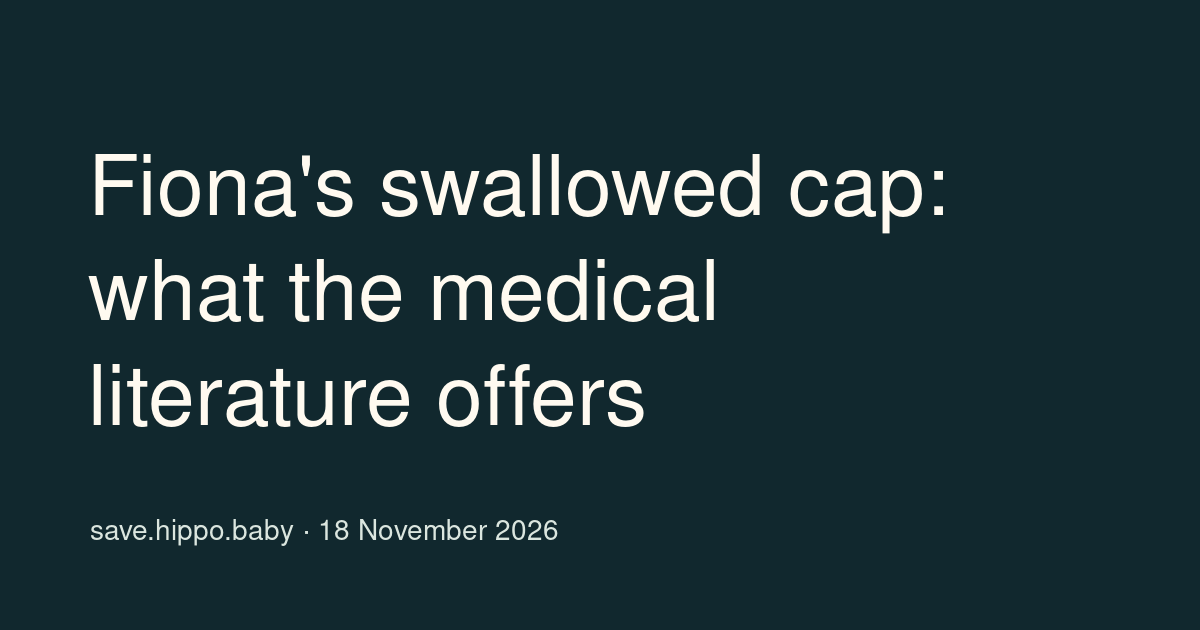 Fiona's swallowed cap:
what the medical
literature offers
save.hippo.baby · 18 November 2026